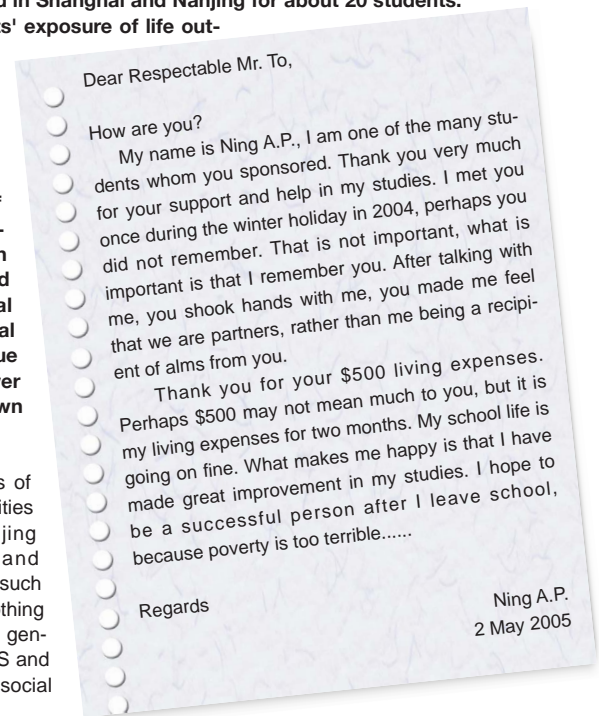 d in Shanghai and Nanjing for about 20 students.
ts' exposure of life out-
n
d
al
al
ue
er
wn
s of
ities
jing
and
such
thing
gen-
S and
social
Dear Respectable Mr. To,
How are you?
My name is Ning A.P., I am one of the many stu-
dents whom you sponsored. Thank you very much
for your support and help in my studies. I met you
once during the winter holiday in 2004, perhaps you
did not remember. That is not important, what is
important is that I remember you. After talking with
me, you shook hands with me, you made me feel
that we are partners, rather than me being a recipi-
ent of alms from you.
Thank you for your $500 living expenses.
Perhaps $500 may not mean much to you, but it is
my living expenses for two months. My school life is
going on fine. What makes me happy is that I have
made great improvement in my studies. I hope to
be a successful person after I leave school,
because poverty is too terrible......
Regards
Ning A.P.
2 May 2005